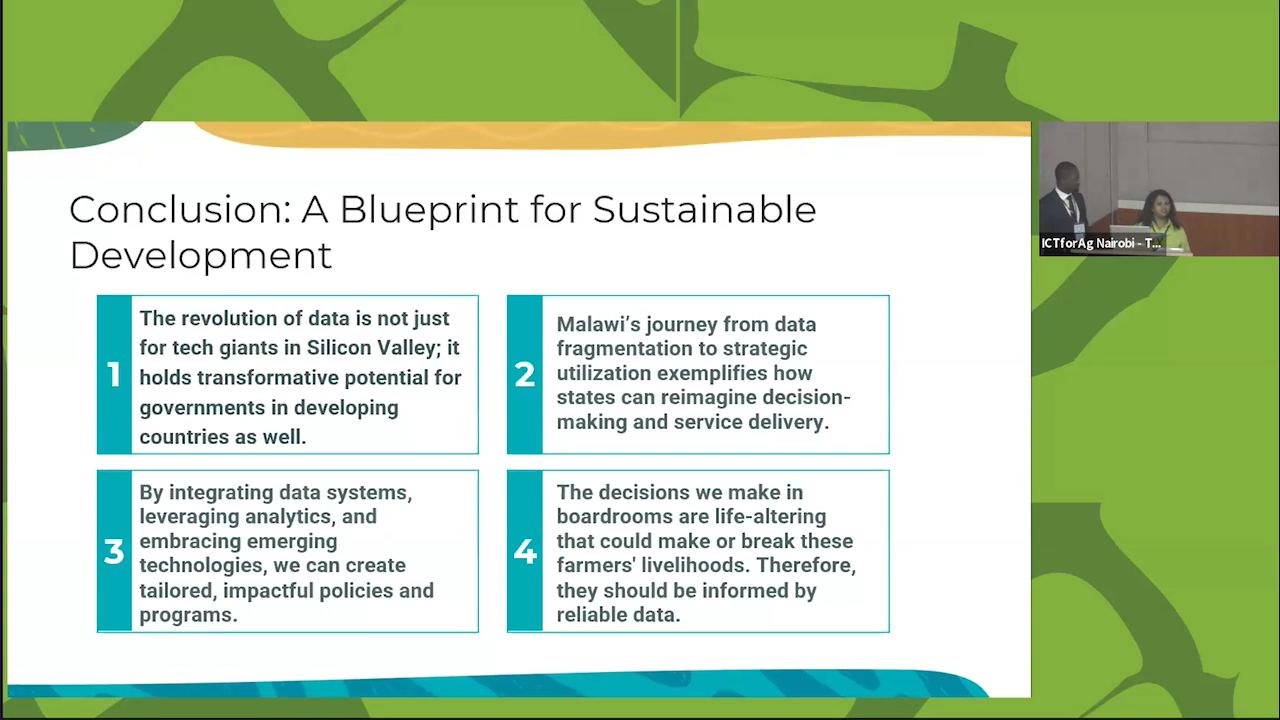 Conclusion: A Blueprint for Sustainable
Development
1
The revolution of data is not just
for tech giants in Silicon Valley; it
holds transformative potential for
governments in developing
countries as well.
2
Malawi’s journey from data
fragmentation to strategic
utilization exemplifies how
states can reimagine decision-
making and service delivery.
3
By integrating data systems,
leveraging analytics, and
embracing emerging
technologies, we can create
tailored, impactful policies and
programs.
4
The decisions we make in
boardrooms are life-altering
that could make or break these
farmers' livelihoods. Therefore,
they should be informed by
reliable data.
ICTforAg Nairobi - T...